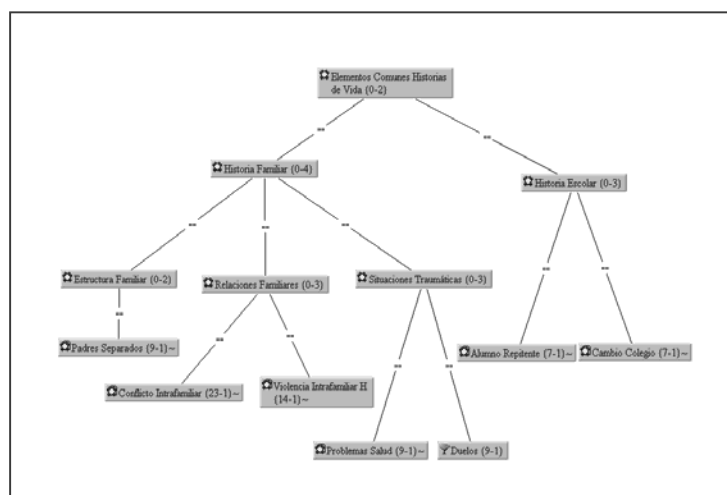 Elementos Comunes Historias
de Vida (0-2)
Historia Familiar (0-4)
Historia Escolar (0-3)
Estructura Familiar (0-2)
Relaciones Familiares (0-3)
Situaciones Traumáticas (0-3)
Padres Separados (9-1)~
Conflicto Intrafamiliar (23-1)~
Violencia Intrafamiliar H
(14-1)~
Alumno Repitente (7-1)~
Cambio Colegio (7-1)~
Problemas Salud (9-1)~
Duelos (9-1)